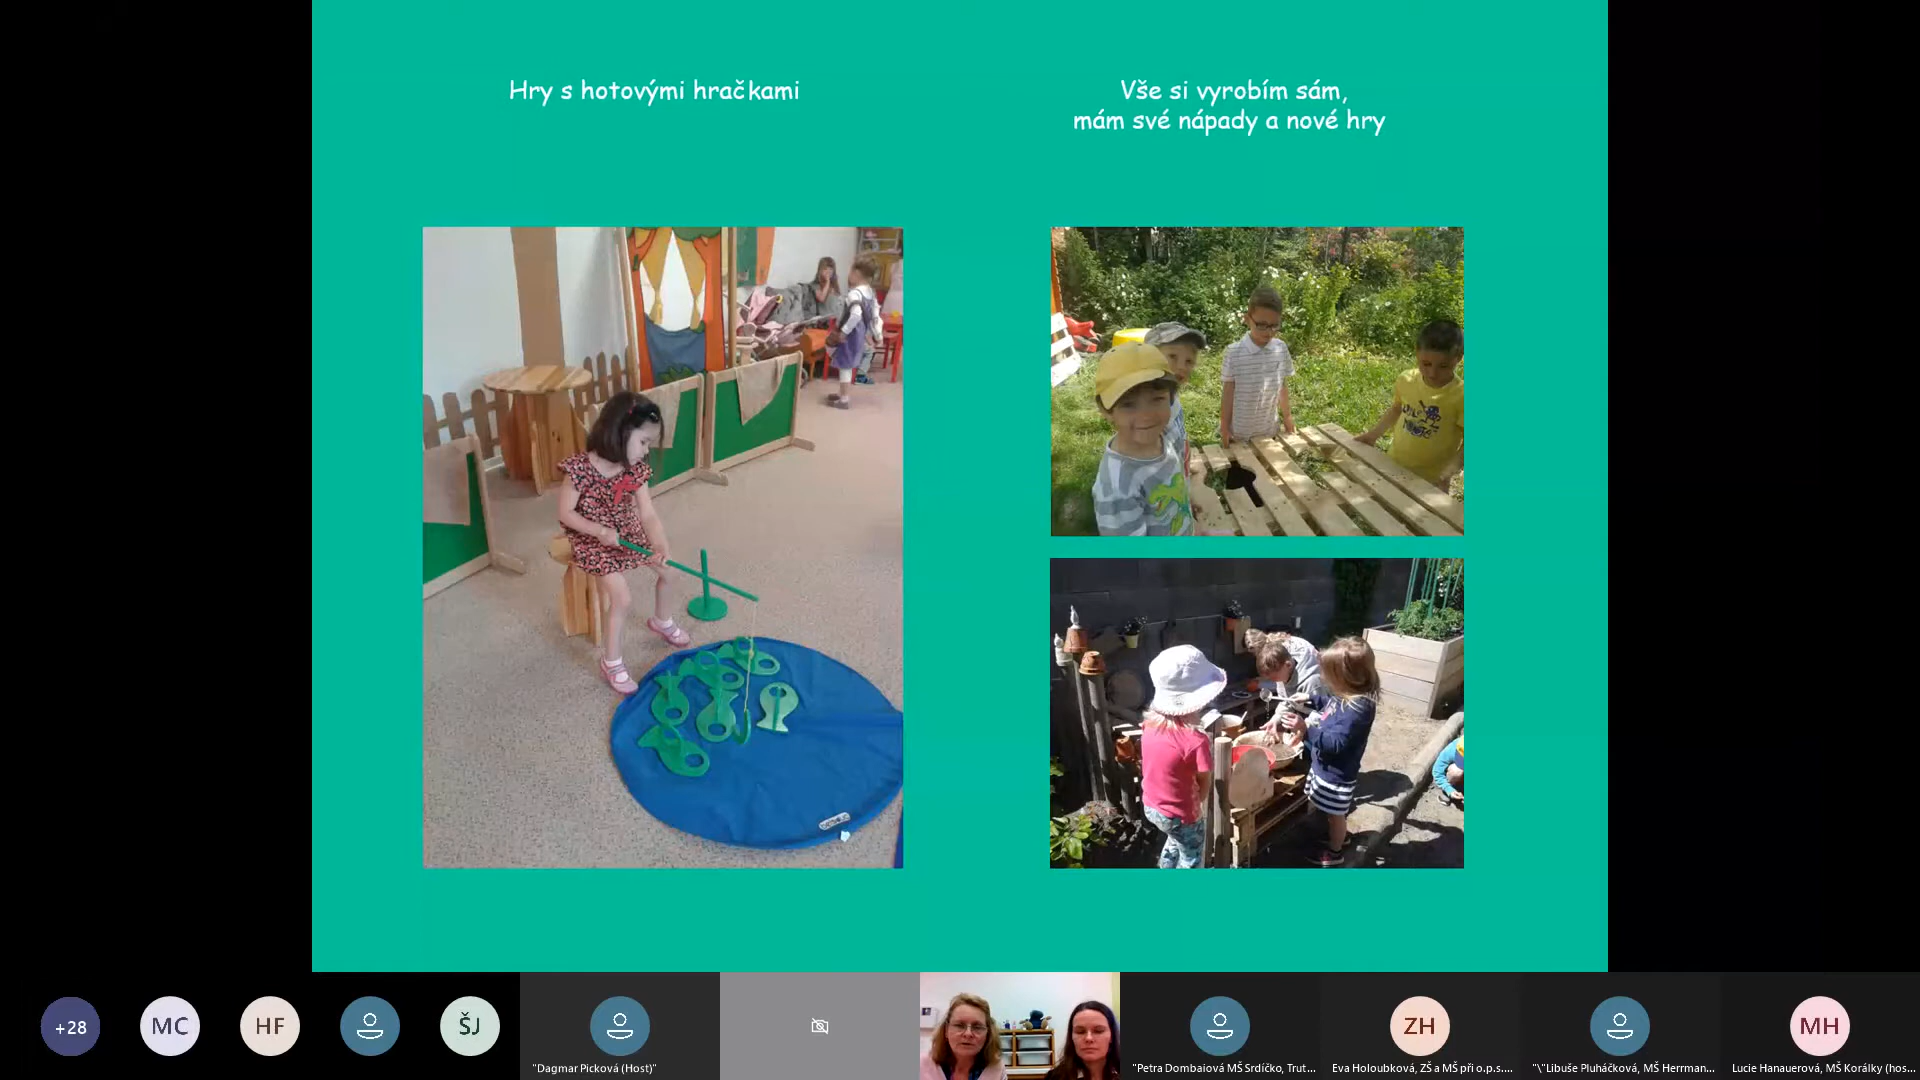 Hry s hotovými hračkami
Vše si vyrobím sám,
mám své nápady a nové hry
+28
MC
HF
ŠJ
"Dagmar Picková (Host)"
"Petra Dombaiová MŠ Srdíčko, Trut...
ZH
Eva Holoubková, ZŠ a MŠ při o.p.s....
"\"Libuše Pluháčková, MŠ Herrman...
MH
Lucie Hanauerová, MŠ Korálky (hos...